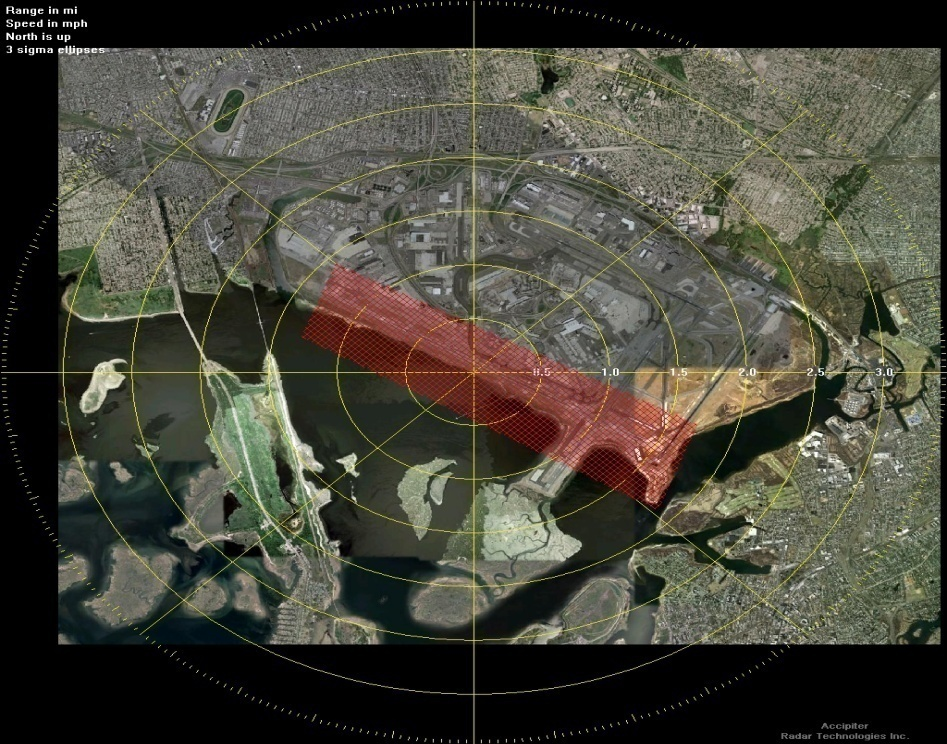 Range in mi
Speed in mph
North is up
3 sigma ellipses
0.5 1.0 1.5 2.0 2.5 3.0
Accipiter
Radar Technologies Inc.